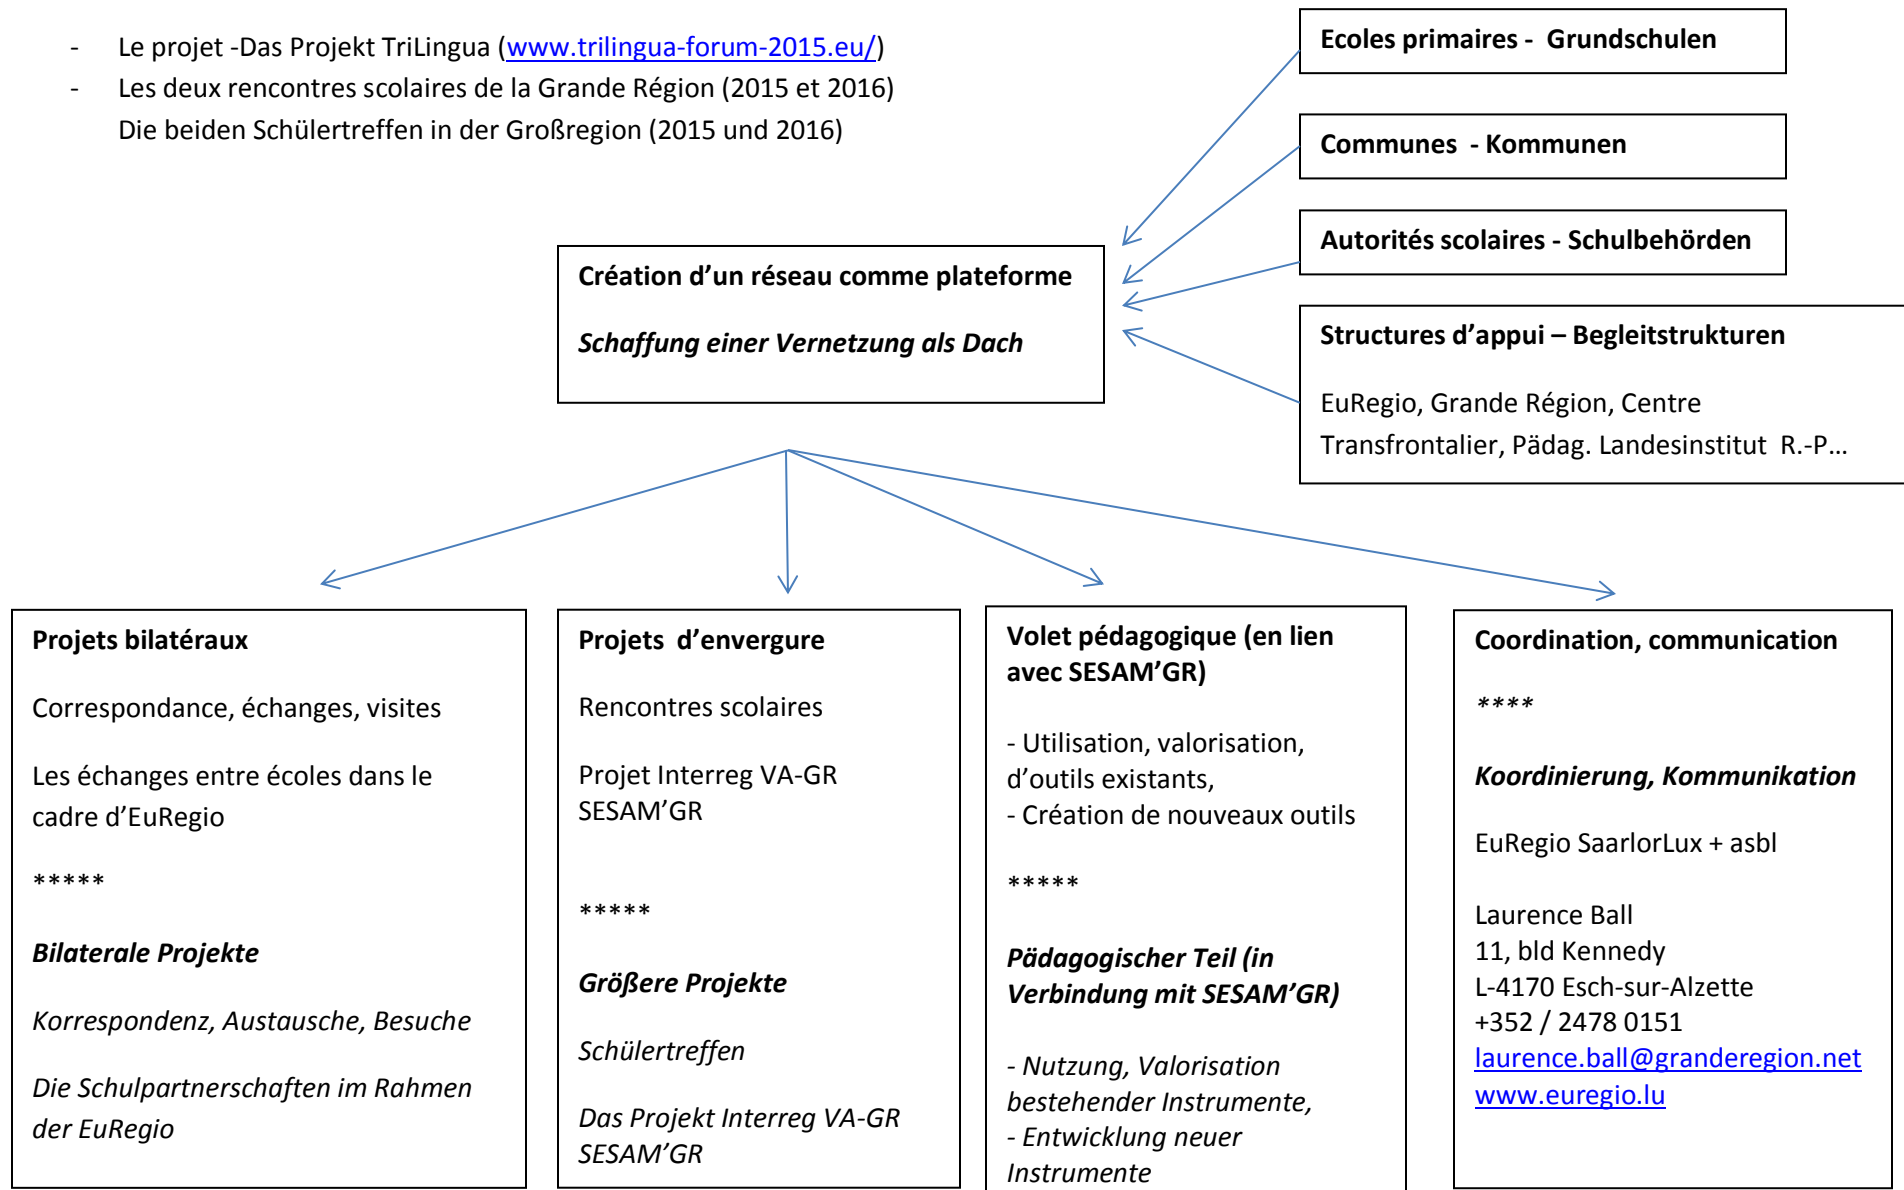 - Le projet -Das Projekt TriLingua (www.trilingua-forum-2015.eu/)
- Les deux rencontres scolaires de la Grande Région (2015 et 2016)
Die beiden Schülertreffen in der Großregion (2015 und 2016)
Ecoles primaires - Grundschulen
Communes - Kommunen
Autorités scolaires - Schulbehörden
Structures d’appui – Begleitstrukturen
EuRegio, Grande Région, Centre
Transfrontalier, Pädag. Landesinstitut R.-P…
Création d’un réseau comme plateforme
Schaffung einer Vernetzung als Dach
Projets bilatéraux
Correspondance, échanges, visites
Les échanges entre écoles dans le
cadre d’EuRegio
*****
Bilaterale Projekte
Korrespondenz, Austausche, Besuche
Die Schulpartnerschaften im Rahmen
der EuRegio
Projets d’envergure
Rencontres scolaires
Projet Interreg VA-GR
SESAM’GR
*****
Größere Projekte
Schülertreffen
Das Projekt Interreg VA-GR
SESAM’GR
Volet pédagogique (en lien
avec SESAM’GR)
- Utilisation, valorisation,
d’outils existants,
- Création de nouveaux outils
*****
Pädagogischer Teil (in
Verbindung mit SESAM’GR)
- Nutzung, Valorisation
bestehender Instrumente,
- Entwicklung neuer
Instrumente
Coordination, communication
****
Koordinierung, Kommunikation
EuRegio SaarlorLux + asbl
Laurence Ball
11, bld Kennedy
L-4170 Esch-sur-Alzette
+352 / 2478 0151
laurence.ball@granderegion.net
www.euregio.lu